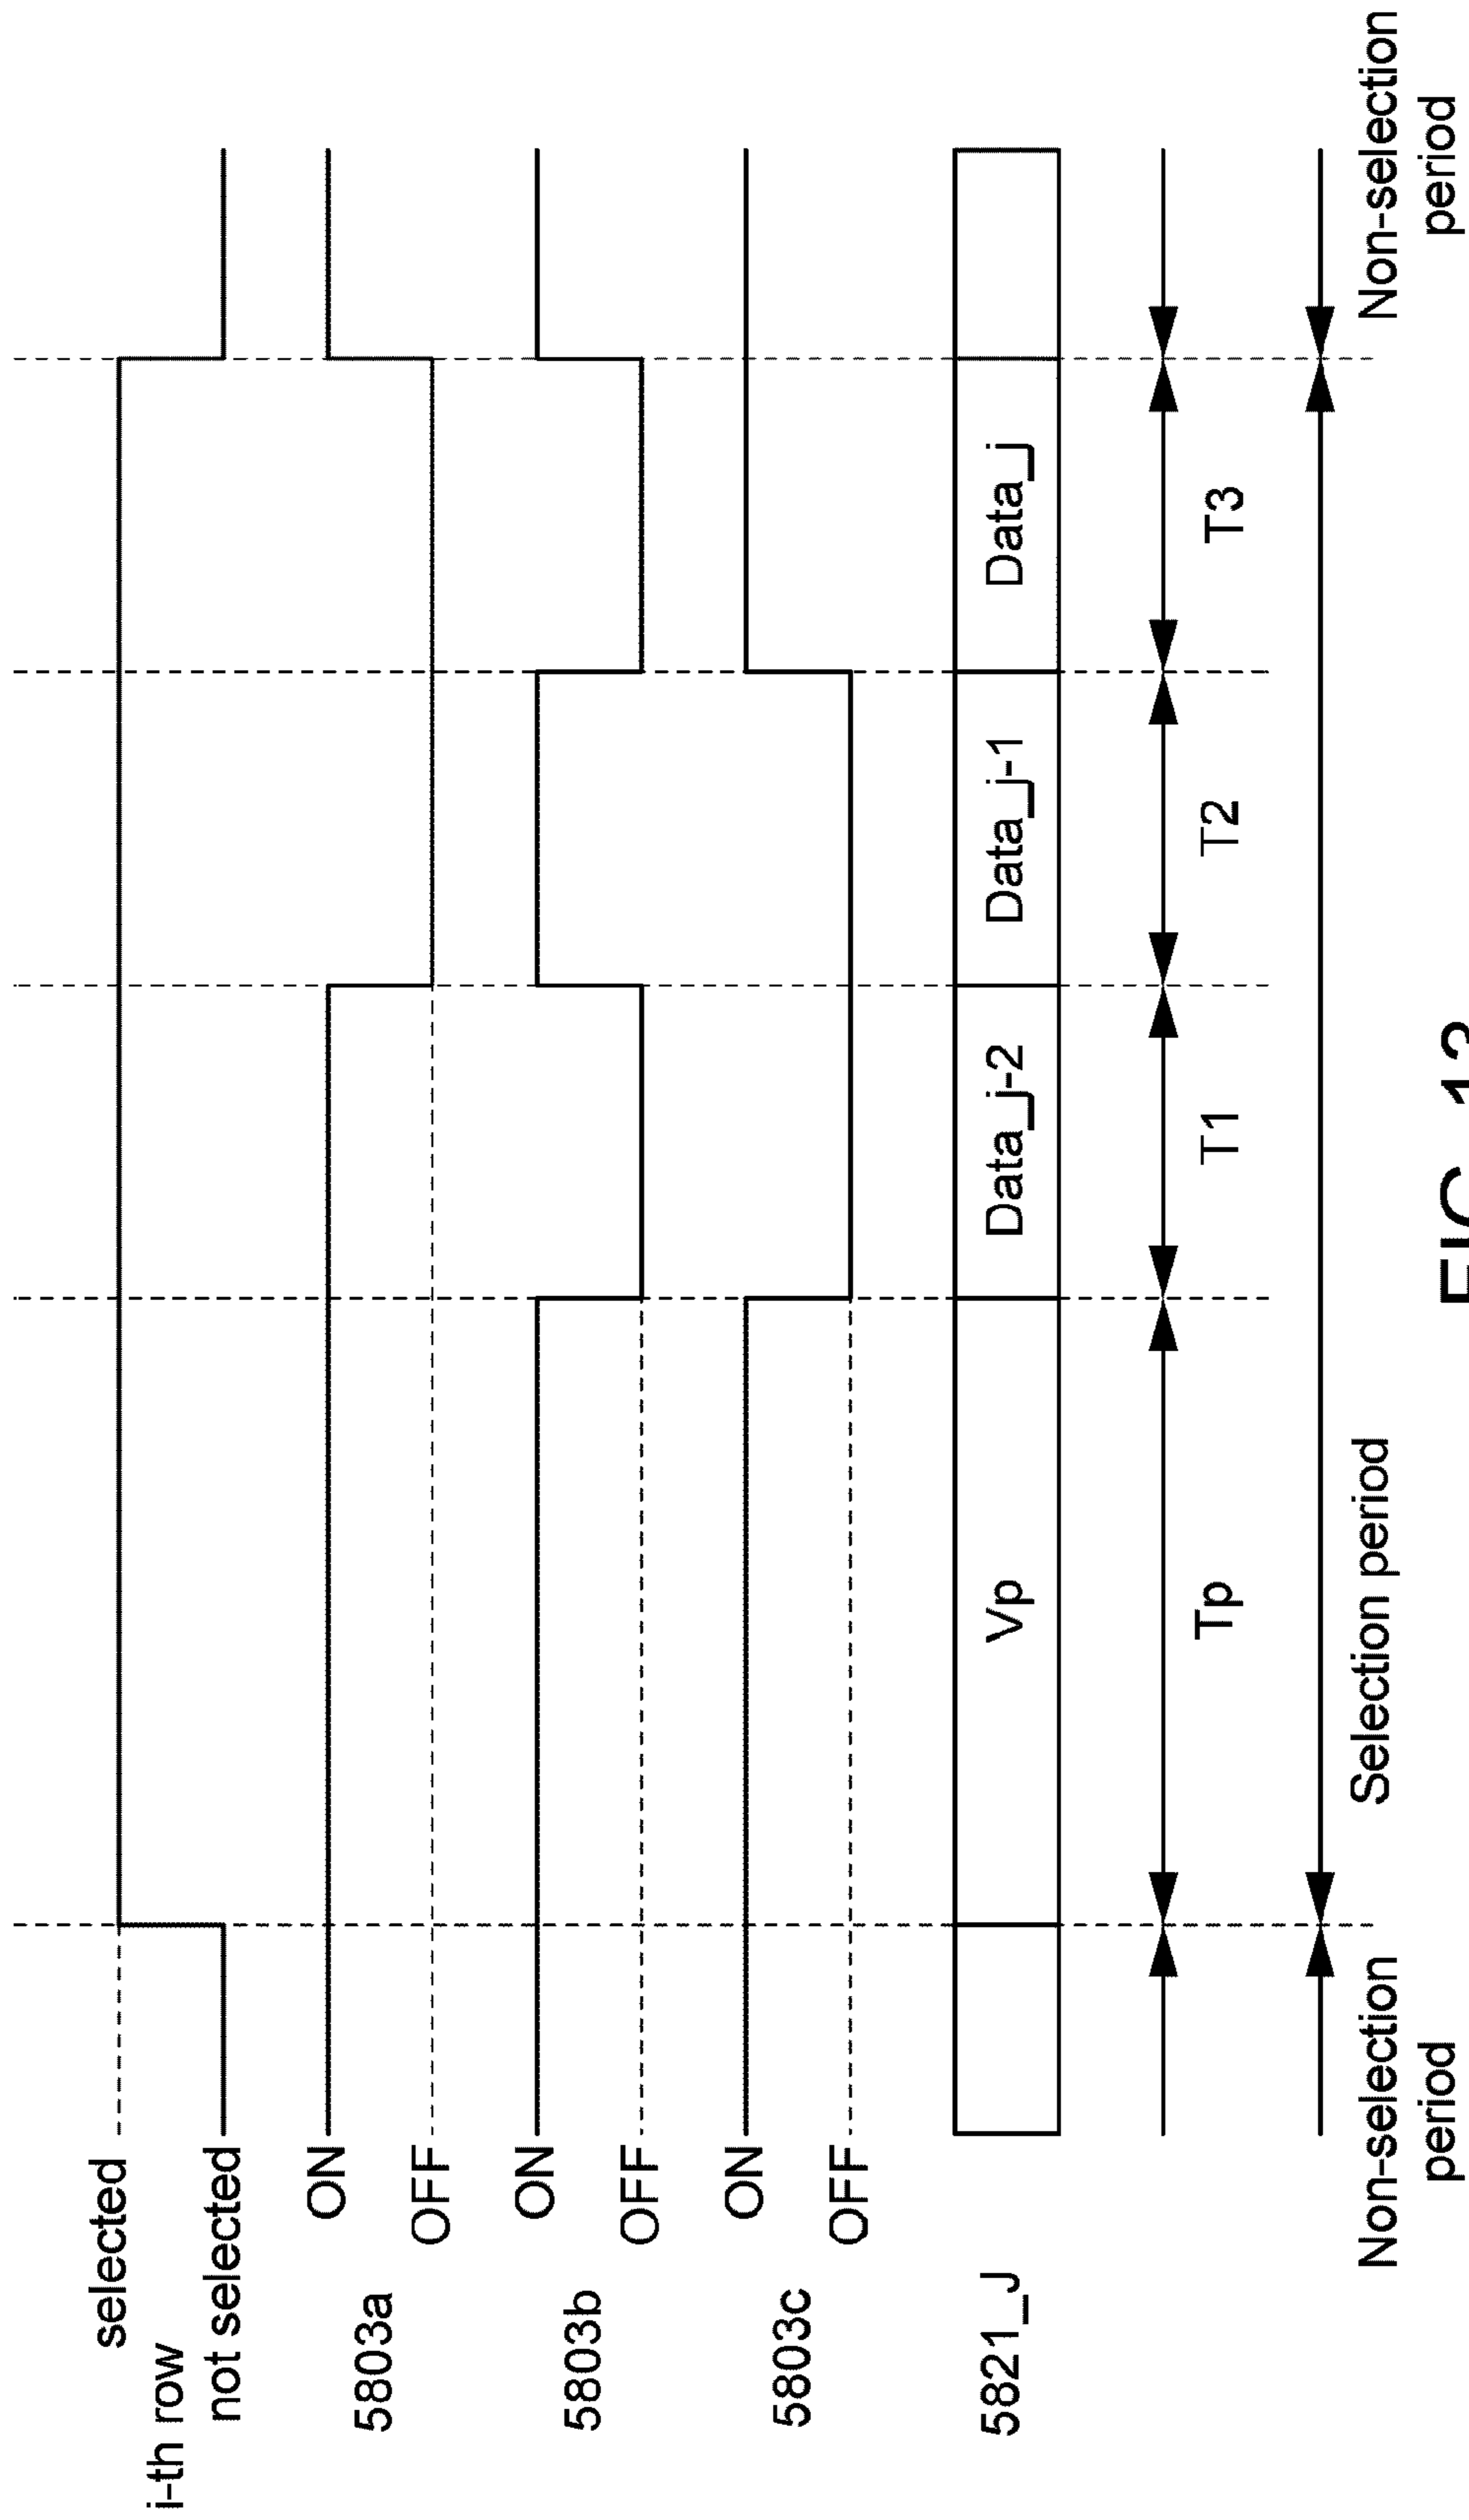 selected
i-th row
not selected
ON
5803a
OFF
ON
5803b
OFF
ON
5803c
OFF
5821_J
Vp
Data_j-2
Data_j-1
Data_j
Tp
T1
T2
T3
Non-selection
period
Selection period
Non-selection
period